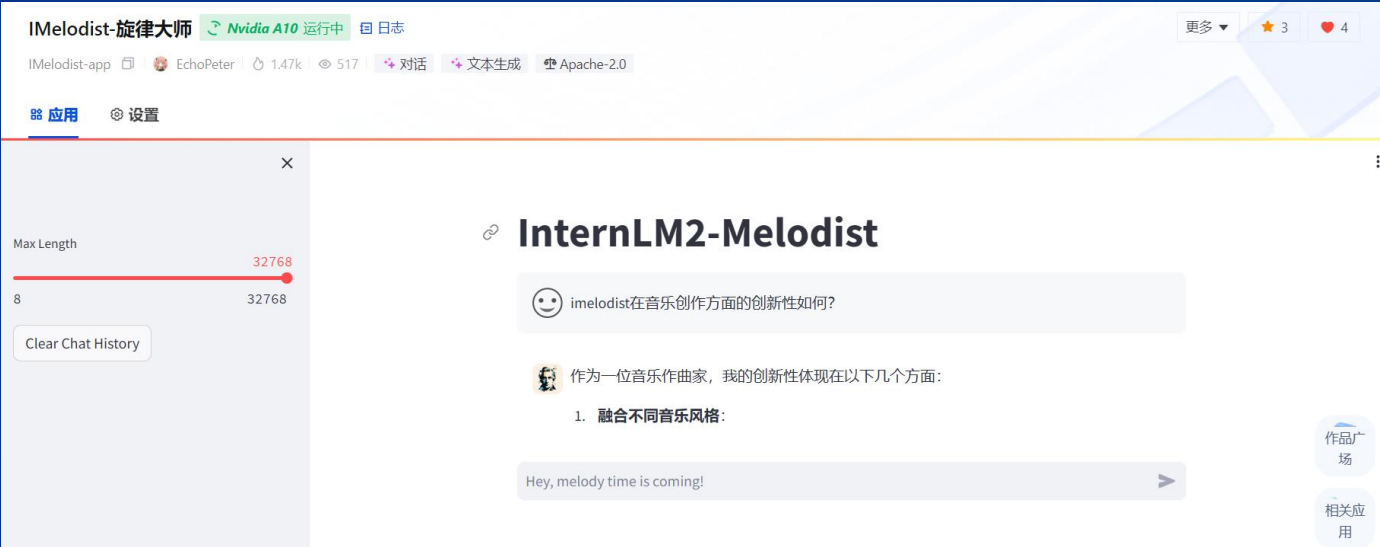 IMelodist-旋律大师 Nvidia A10 运行中 日志 更多 3 4
IMelodist-app EchoPeter 1.47k 517 对话 文本生成 Apache-2.0
应用 设置
Max Length
32768
8 32768
Clear Chat History
InternLM2-Melodist
imelodist在音乐创作方面的创新性如何?
作为一位音乐作曲家，我的创新性体现在以下几个方面：
1. 融合不同音乐风格：
Hey, melody time is coming!
作品广
场
相关应
用